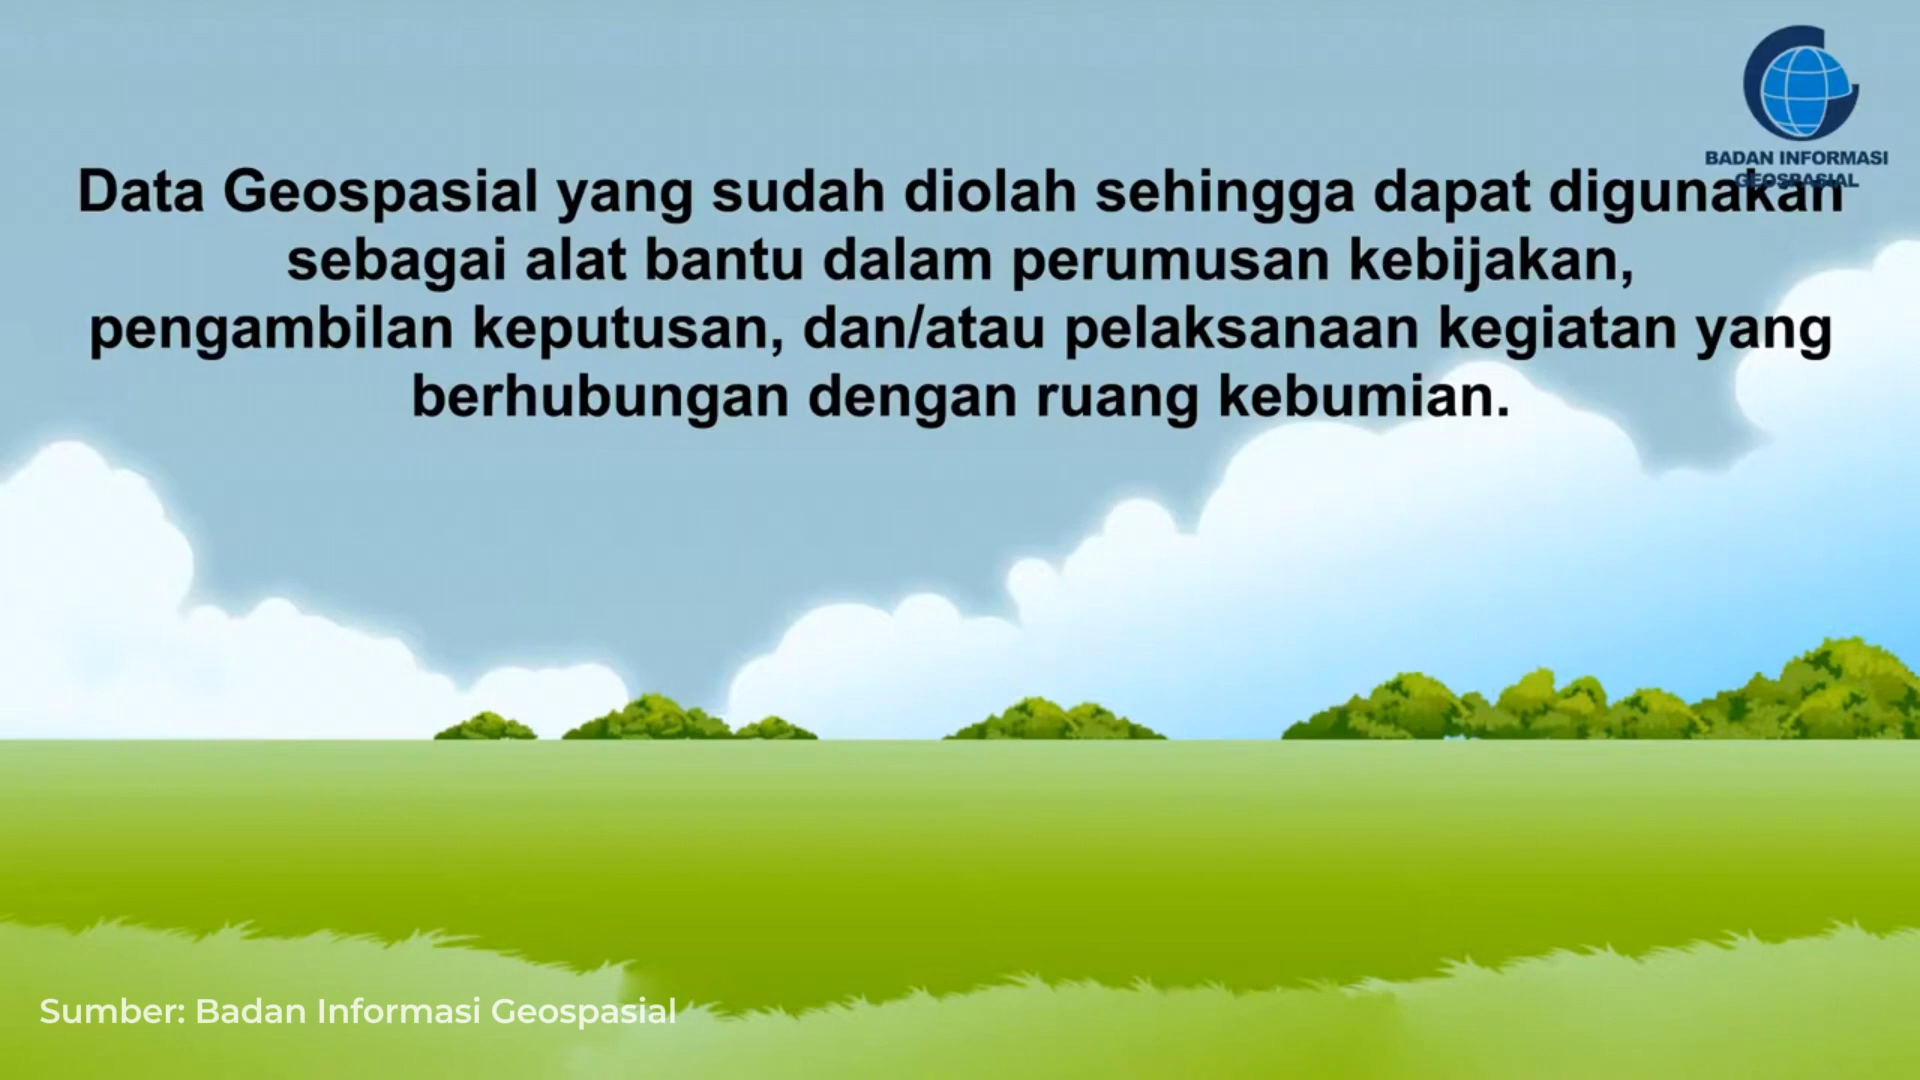 BADAN INFORMASI
GEOSPASIAL
Data Geospasial yang sudah diolah sehingga dapat digunakan
sebagai alat bantu dalam perumusan kebijakan,
pengambilan keputusan, dan/atau pelaksanaan kegiatan yang
berhubungan dengan ruang kebumian.
Sumber: Badan Informasi Geospasial